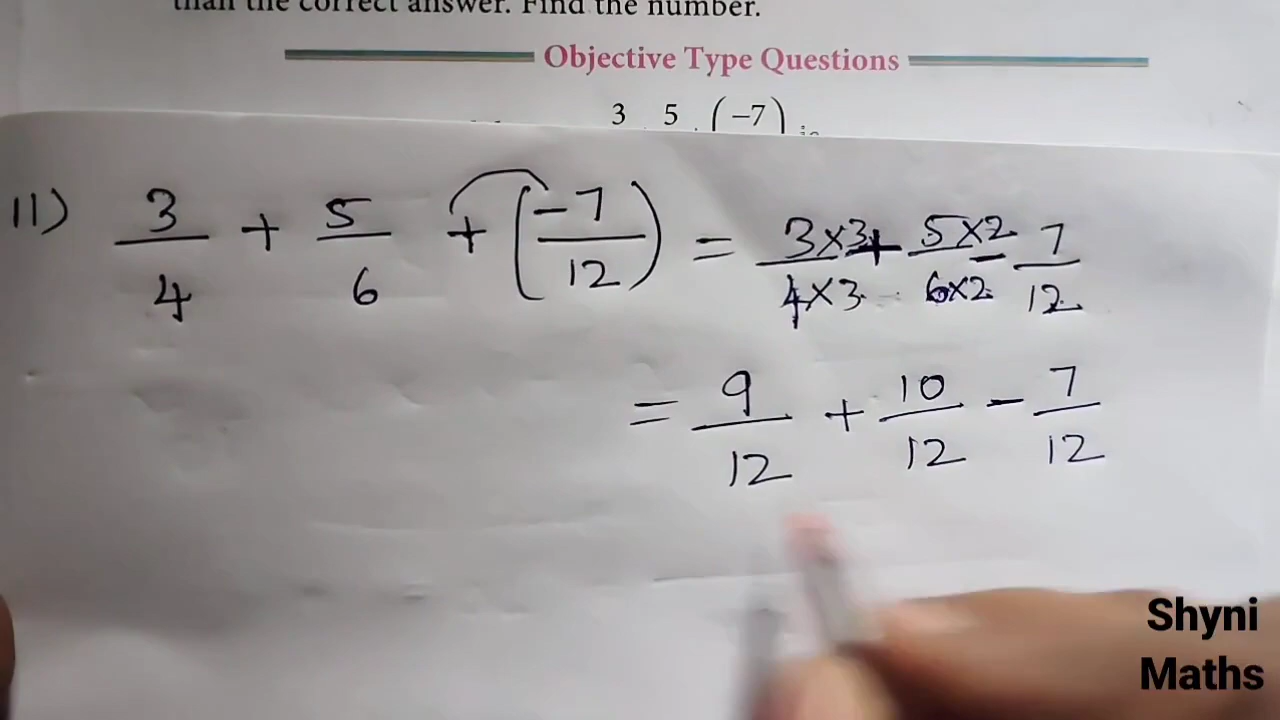 than the correct answer. Find the number.
Objective Type Questions
3 5 (−7)
11) 3/4 + 5/6 + (−7/12) = 3×3/4×3 + 5×2/6×2 − 7/12
= 9/12 + 10/12 − 7/12
Shyni
Maths